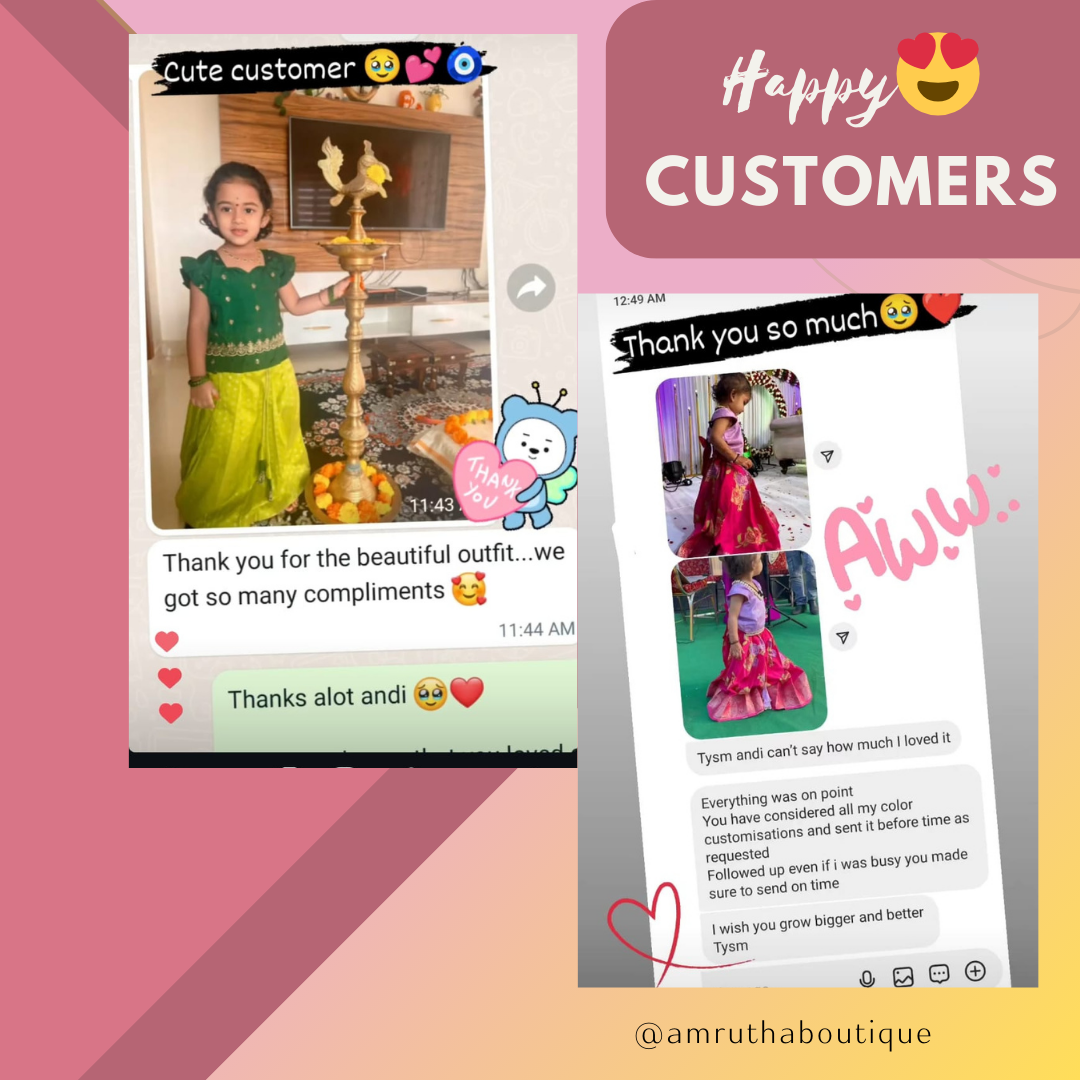 Cute customer 🥹💕🧿
11:43
THANK
YOU
Thank you for the beautiful outfit...we
got so many compliments 🥰
11:44 AM
Thanks alot andi 🥹❤️
that you loved
Happy😍
CUSTOMERS
12:49 AM
Thank you so much🥹❤️
Aww
Tysm andi can't say how much I loved it
Everything was on point
You have considered all my color
customisations and sent it before time as
requested
Followed up even if i was busy you made
sure to send on time
I wish you grow bigger and better
Tysm
@amruthaboutique